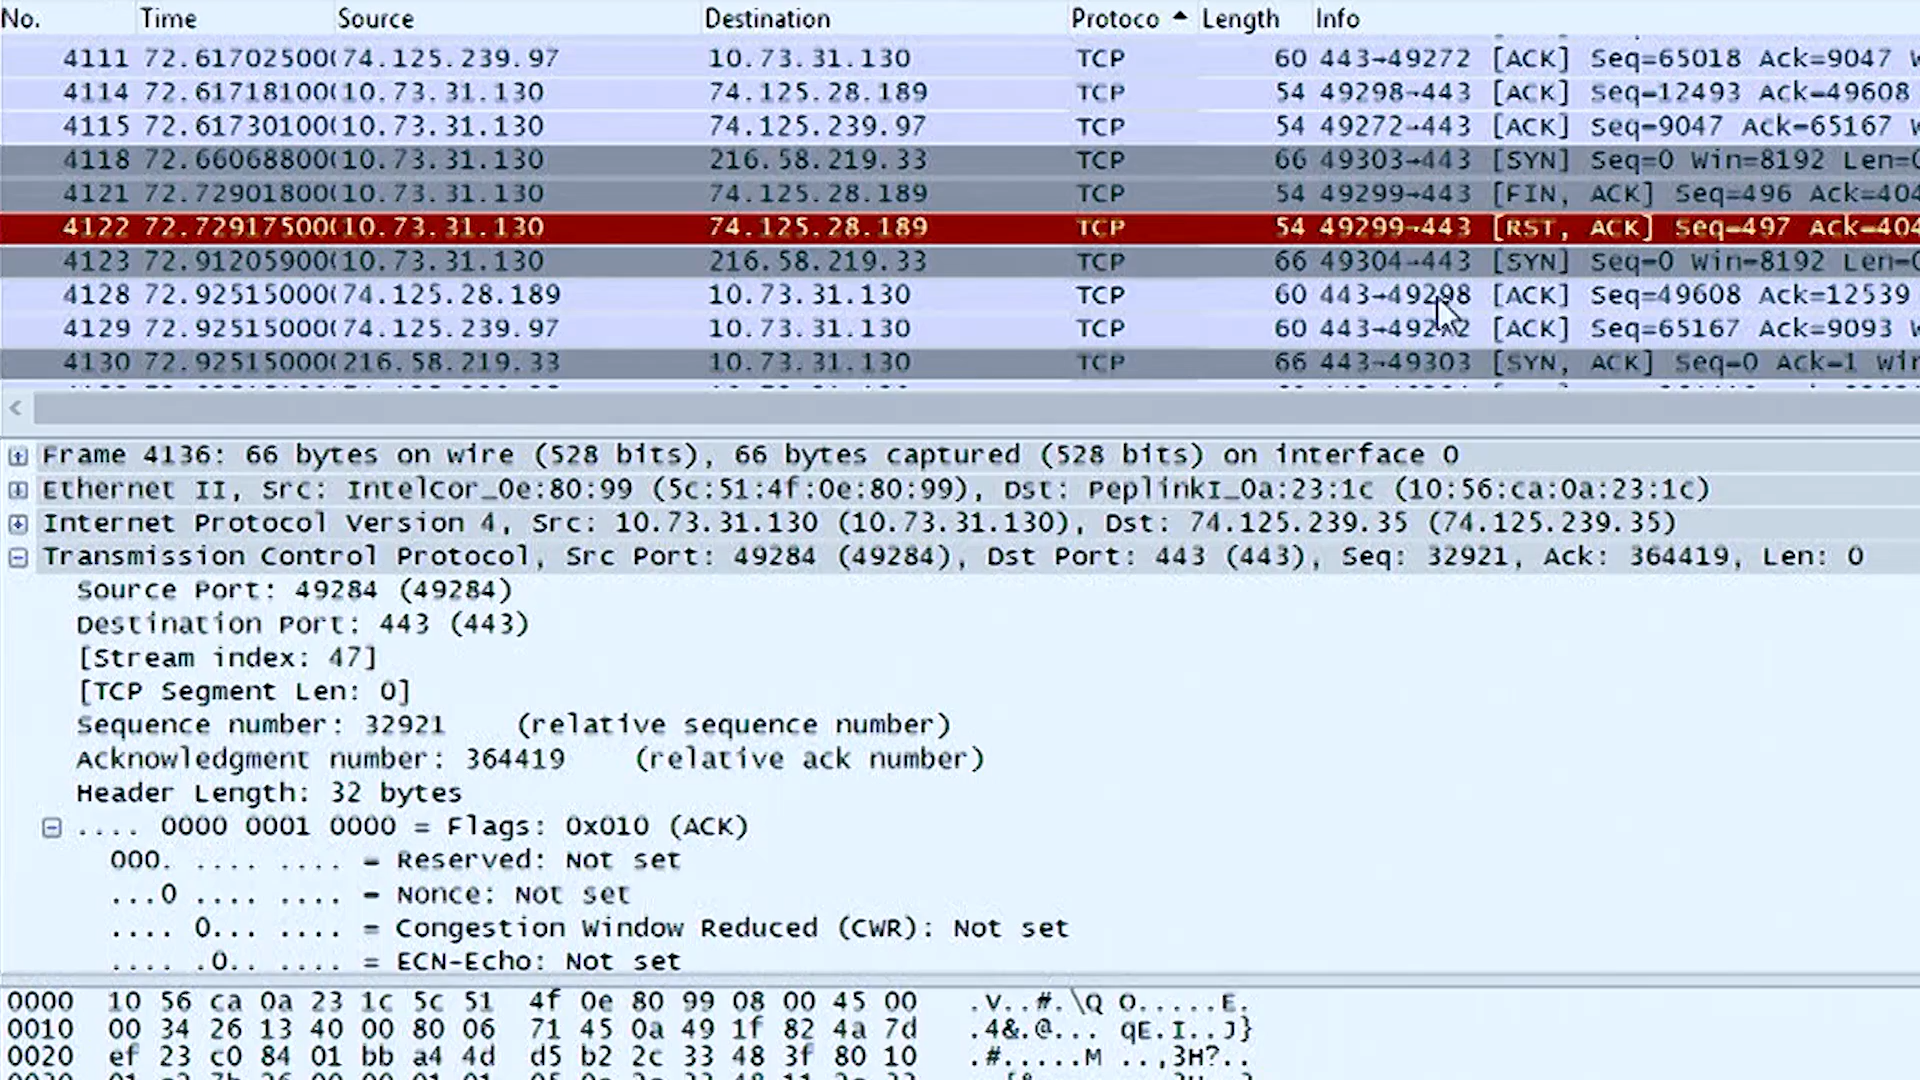 No. Time Source Destination Protoco Length Info
4111 72.61702500( 74.125.239.97 10.73.31.130 TCP 60 443→49272 [ACK] Seq=65018 Ack=9047 W
4114 72.61718100( 10.73.31.130 74.125.28.189 TCP 54 49298→443 [ACK] Seq=12493 Ack=49608
4115 72.61730100( 10.73.31.130 74.125.239.97 TCP 54 49272→443 [ACK] Seq=9047 Ack=65167 W
4118 72.66068800( 10.73.31.130 216.58.219.33 TCP 66 49303→443 [SYN] Seq=0 Win=8192 Len=0
4121 72.72901800( 10.73.31.130 74.125.28.189 TCP 54 49299→443 [FIN, ACK] Seq=496 Ack=404
4122 72.72917500( 10.73.31.130 74.125.28.189 TCP 54 49299→443 [RST, ACK] Seq=497 Ack=404
4123 72.91205900( 10.73.31.130 216.58.219.33 TCP 66 49304→443 [SYN] Seq=0 Win=8192 Len=0
4128 72.92515000( 74.125.28.189 10.73.31.130 TCP 60 443→49298 [ACK] Seq=49608 Ack=12539
4129 72.92515000( 74.125.239.97 10.73.31.130 TCP 60 443→49272 [ACK] Seq=65167 Ack=9093 W
4130 72.92515000( 216.58.219.33 10.73.31.130 TCP 66 443→49303 [SYN, ACK] Seq=0 Ack=1 Win
Frame 4136: 66 bytes on wire (528 bits), 66 bytes captured (528 bits) on interface 0
Ethernet II, Src: IntelCor_0e:80:99 (5c:51:4f:0e:80:99), Dst: PeplinkI_0a:23:1c (10:56:ca:0a:23:1c)
Internet Protocol Version 4, Src: 10.73.31.130 (10.73.31.130), Dst: 74.125.239.35 (74.125.239.35)
Transmission Control Protocol, Src Port: 49284 (49284), Dst Port: 443 (443), Seq: 32921, Ack: 364419, Len: 0
Source Port: 49284 (49284)
Destination Port: 443 (443)
[Stream index: 47]
[TCP Segment Len: 0]
Sequence number: 32921 (relative sequence number)
Acknowledgment number: 364419 (relative ack number)
Header Length: 32 bytes
.... 0000 0001 0000 = Flags: 0x010 (ACK)
000. .... .... = Reserved: Not set
...0 .... .... = Nonce: Not set
.... 0... .... = Congestion Window Reduced (CWR): Not set
.... .0.. .... = ECN-Echo: Not set
0000 10 56 ca 0a 23 1c 5c 51 4f 0e 80 99 08 00 45 00 .V..#.\Q O.....E.
0010 00 34 26 13 40 00 80 06 71 45 0a 49 1f 82 4a 7d .4&.@... qE.I..J}
0020 ef 23 c0 84 01 bb a4 4d d5 b2 2c 33 48 3f 80 10 .#.....M ..,3H?..